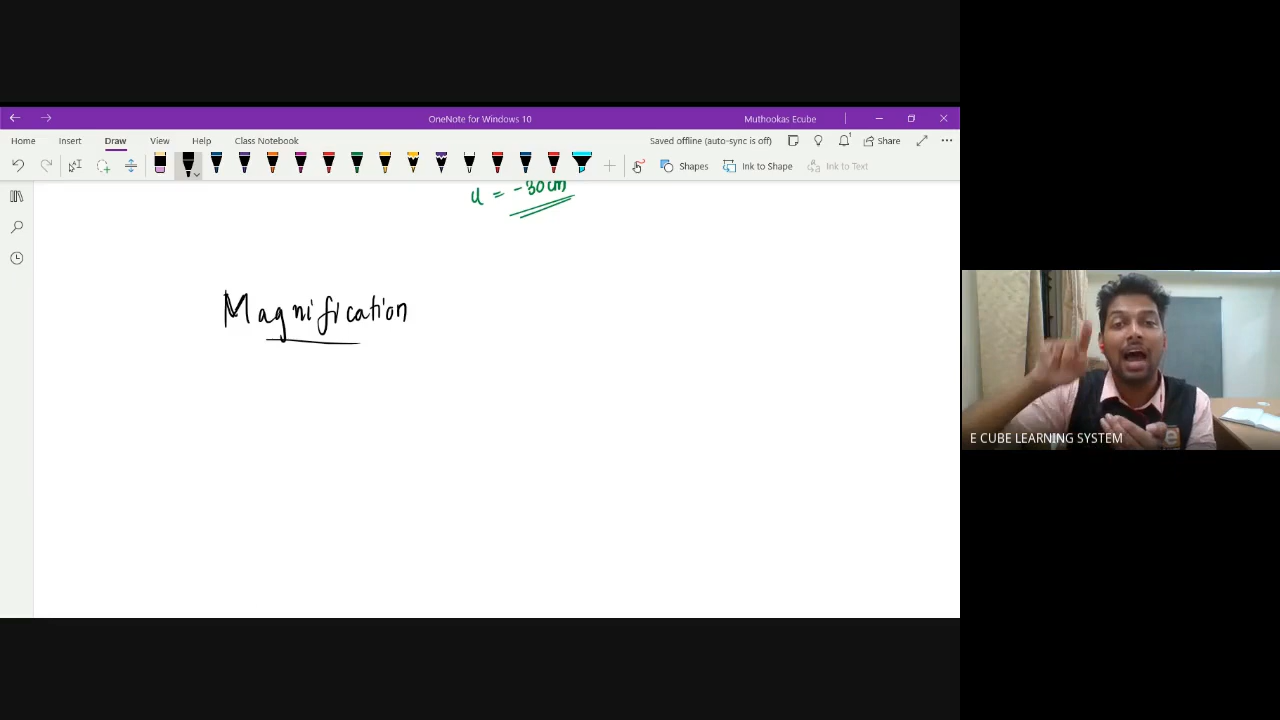 OneNote for Windows 10
Muthookas Ecube
Home Insert Draw View Help Class Notebook
Saved offline (auto-sync is off)
Share
Shapes
Ink to Shape
Ink to Text
u = -30cm
Magnification
E CUBE LEARNING SYSTEM